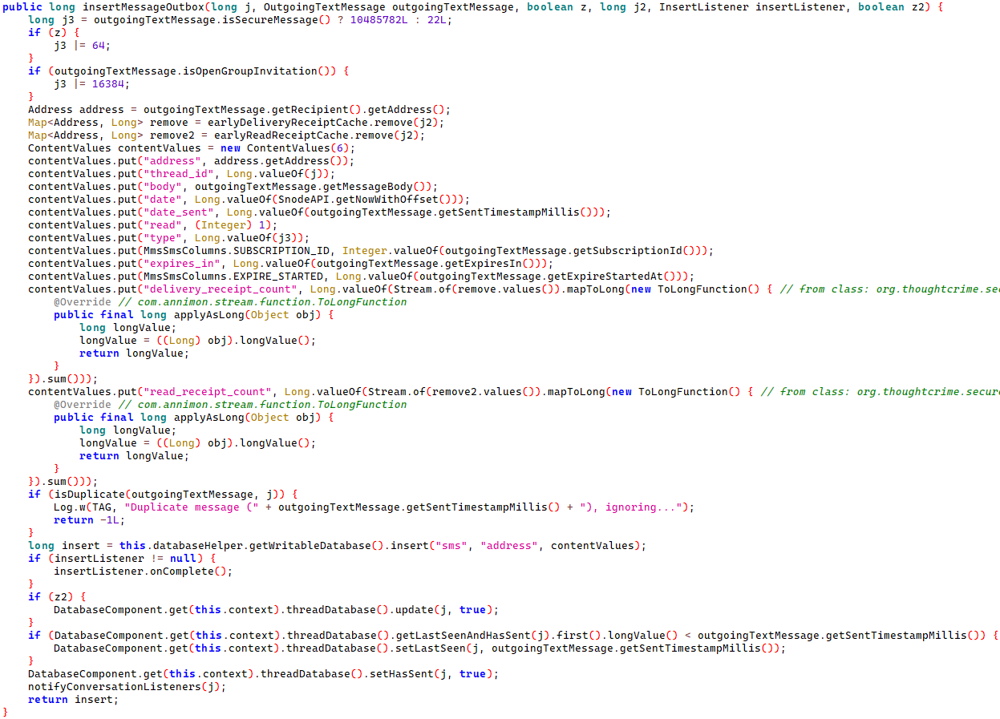 public long insertMessageOutbox(long j, OutgoingTextMessage outgoingTextMessage, boolean z, long j2, InsertListener insertListener, boolean z2) {
    long j3 = outgoingTextMessage.isSecureMessage() ? 10485782L : 22L;
    if (z) {
        j3 |= 64;
    }
    if (outgoingTextMessage.isOpenGroupInvitation()) {
        j3 |= 16384;
    }
    Address address = outgoingTextMessage.getRecipient().getAddress();
    Map<Address, Long> remove = earlyDeliveryReceiptCache.remove(j2);
    Map<Address, Long> remove2 = earlyReadReceiptCache.remove(j2);
    ContentValues contentValues = new ContentValues(6);
    contentValues.put("address", address.getAddress());
    contentValues.put("thread_id", Long.valueOf(j));
    contentValues.put("body", outgoingTextMessage.getMessageBody());
    contentValues.put("date", Long.valueOf(SnodeAPI.getNowWithOffset()));
    contentValues.put("date_sent", Long.valueOf(outgoingTextMessage.getSentTimestampMillis()));
    contentValues.put("read", (Integer) 1);
    contentValues.put("type", Long.valueOf(j3));
    contentValues.put(MmsSmsColumns.SUBSCRIPTION_ID, Integer.valueOf(outgoingTextMessage.getSubscriptionId()));
    contentValues.put("expires_in", Long.valueOf(outgoingTextMessage.getExpiresIn()));
    contentValues.put(MmsSmsColumns.EXPIRE_STARTED, Long.valueOf(outgoingTextMessage.getExpireStartedAt()));
    contentValues.put("delivery_receipt_count", Long.valueOf(Stream.of(remove.values()).mapToLong(new ToLongFunction() { // from class: org.thoughtcrime.sec
        @Override // com.annimon.stream.function.ToLongFunction
        public final long applyAsLong(Object obj) {
            long longValue;
            longValue = ((Long) obj).longValue();
            return longValue;
        }
    }).sum()));
    contentValues.put("read_receipt_count", Long.valueOf(Stream.of(remove2.values()).mapToLong(new ToLongFunction() { // from class: org.thoughtcrime.secur
        @Override // com.annimon.stream.function.ToLongFunction
        public final long applyAsLong(Object obj) {
            long longValue;
            longValue = ((Long) obj).longValue();
            return longValue;
        }
    }).sum()));
    if (isDuplicate(outgoingTextMessage, j)) {
        Log.w(TAG, "Duplicate message (" + outgoingTextMessage.getSentTimestampMillis() + "), ignoring...");
        return -1L;
    }
    long insert = this.databaseHelper.getWritableDatabase().insert("sms", "address", contentValues);
    if (insertListener != null) {
        insertListener.onComplete();
    }
    if (z2) {
        DatabaseComponent.get(this.context).threadDatabase().update(j, true);
    }
    if (DatabaseComponent.get(this.context).threadDatabase().getLastSeenAndHasSent(j).first().longValue() < outgoingTextMessage.getSentTimestampMillis()) {
        DatabaseComponent.get(this.context).threadDatabase().setLastSeen(j, outgoingTextMessage.getSentTimestampMillis());
    }
    DatabaseComponent.get(this.context).threadDatabase().setHasSent(j, true);
    notifyConversationListeners(j);
    return insert;
}